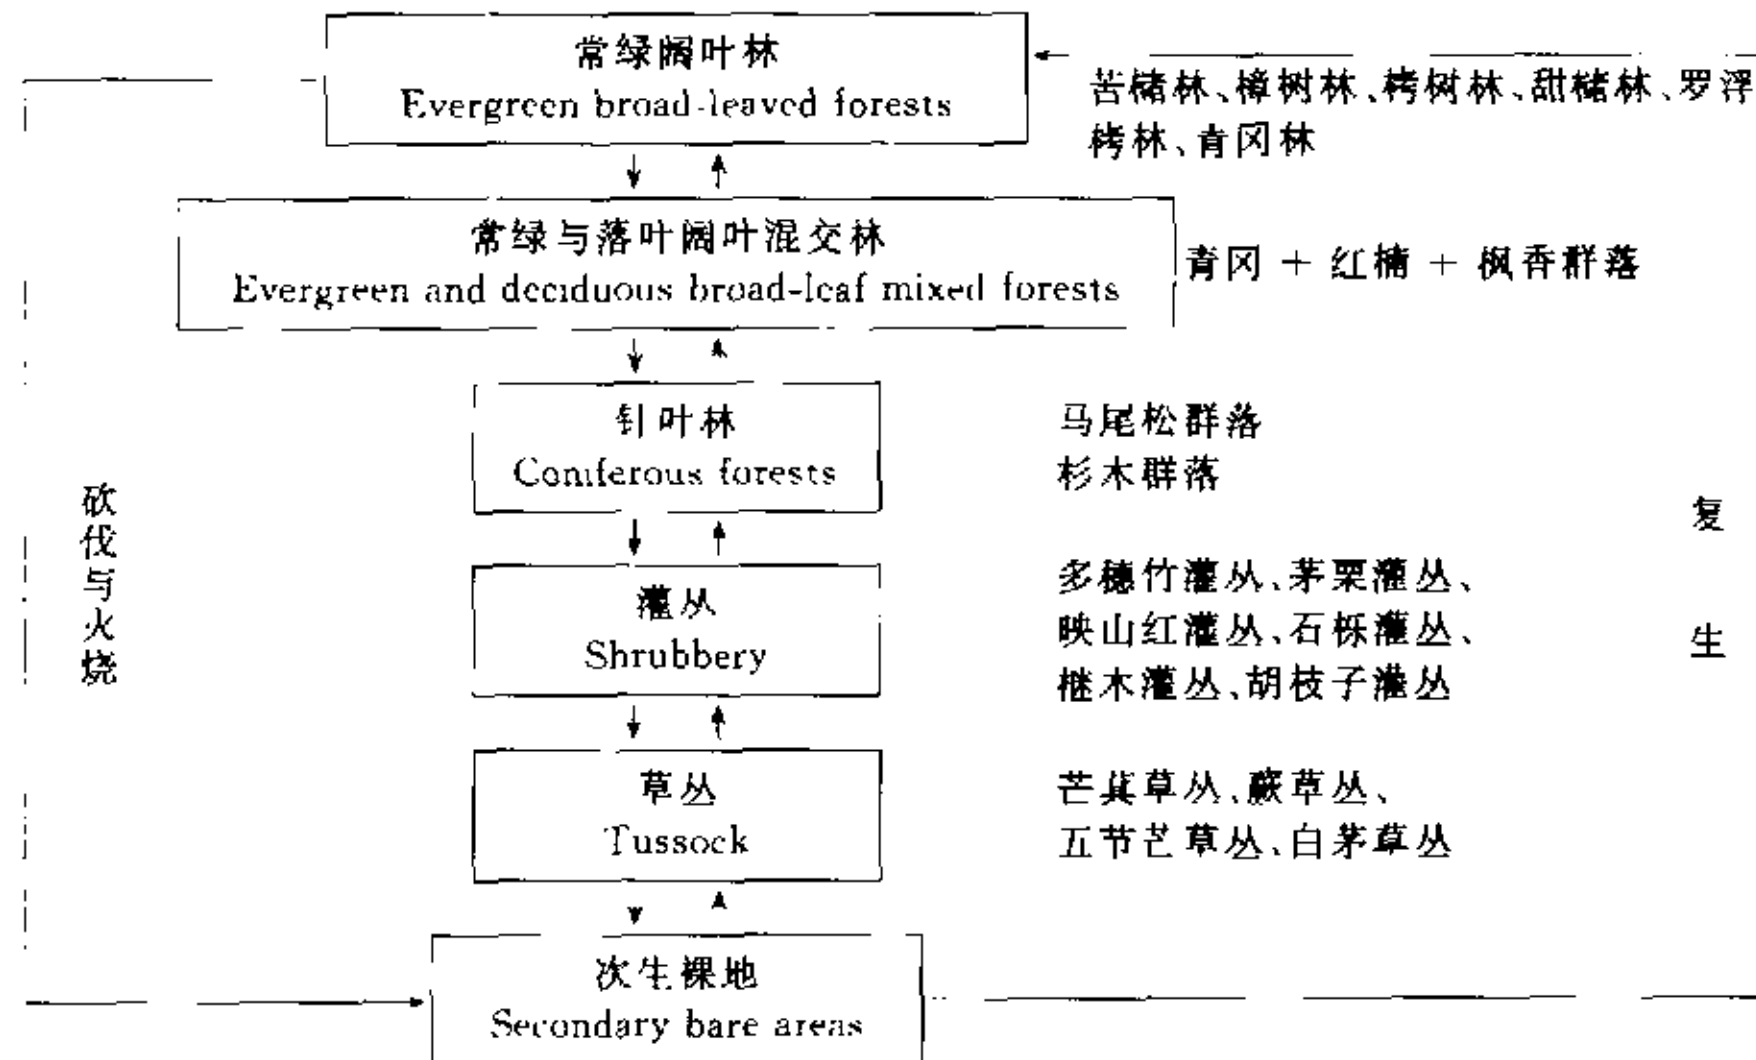 常绿阔叶林
Evergreen broad-leaved forests
苦槠林、樟树林、栲树林、甜槠林、罗浮
栲林、青冈林
常绿与落叶阔叶混交林
Evergreen and deciduous broad-leaf mixed forests
青冈 + 红楠 + 枫香群落
针叶林
Coniferous forests
马尾松群落
杉木群落
砍伐与火烧
复生
灌丛
Shrubbery
多穗竹灌丛、茅栗灌丛、
映山红灌丛、石栎灌丛、
继木灌丛、胡枝子灌丛
草丛
Tussock
芒萁草丛、蕨草丛、
五节芒草丛、白茅草丛
次生裸地
Secondary bare areas